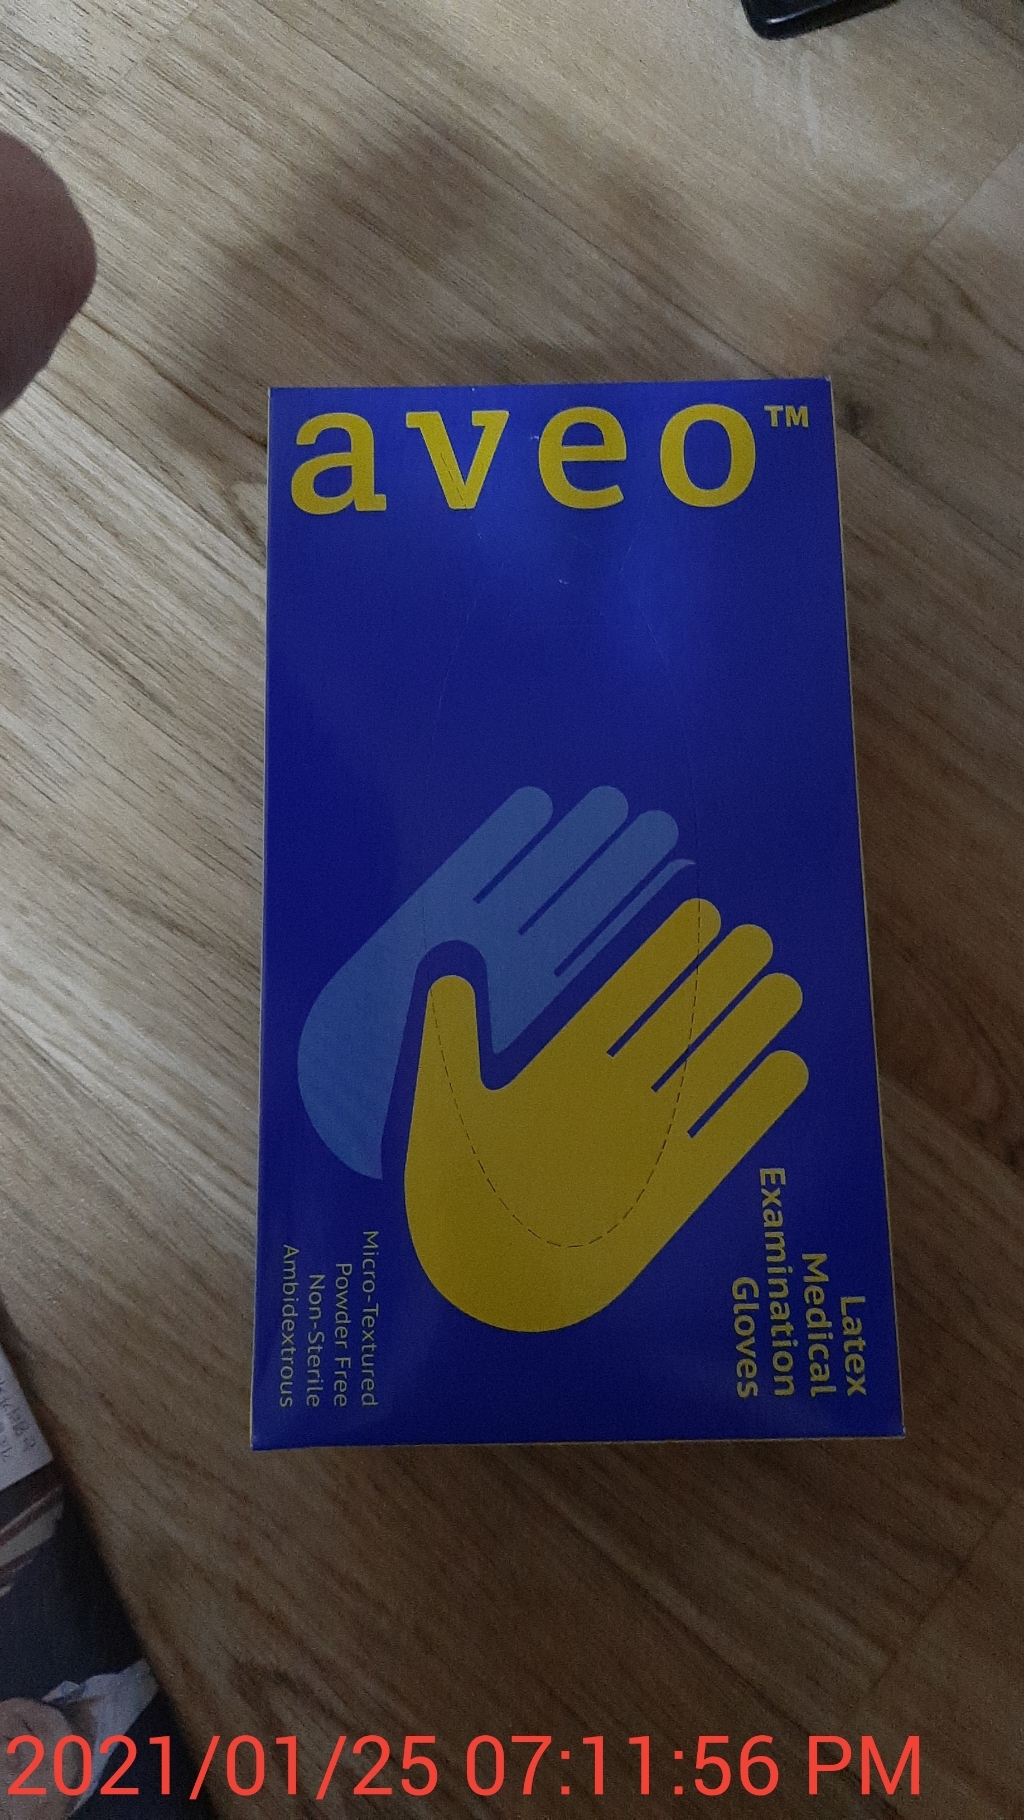 aveo™
Latex
Medical
Examination
Gloves
Micro-Textured
Powder Free
Non-Sterile
Ambidextrous
2021/01/25 07:11:56 PM